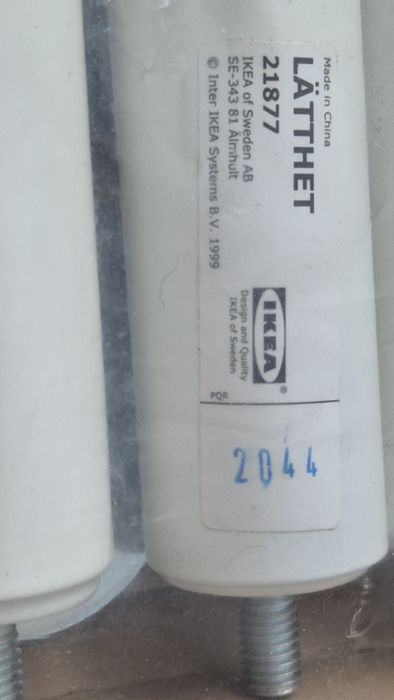 Made in China
LÄTTHET
21877
IKEA of Sweden AB
SE-343 81 Älmhult
© Inter IKEA Systems B.V. 1999
IKEA®
Design and Quality
IKEA of Sweden
PQR
2044